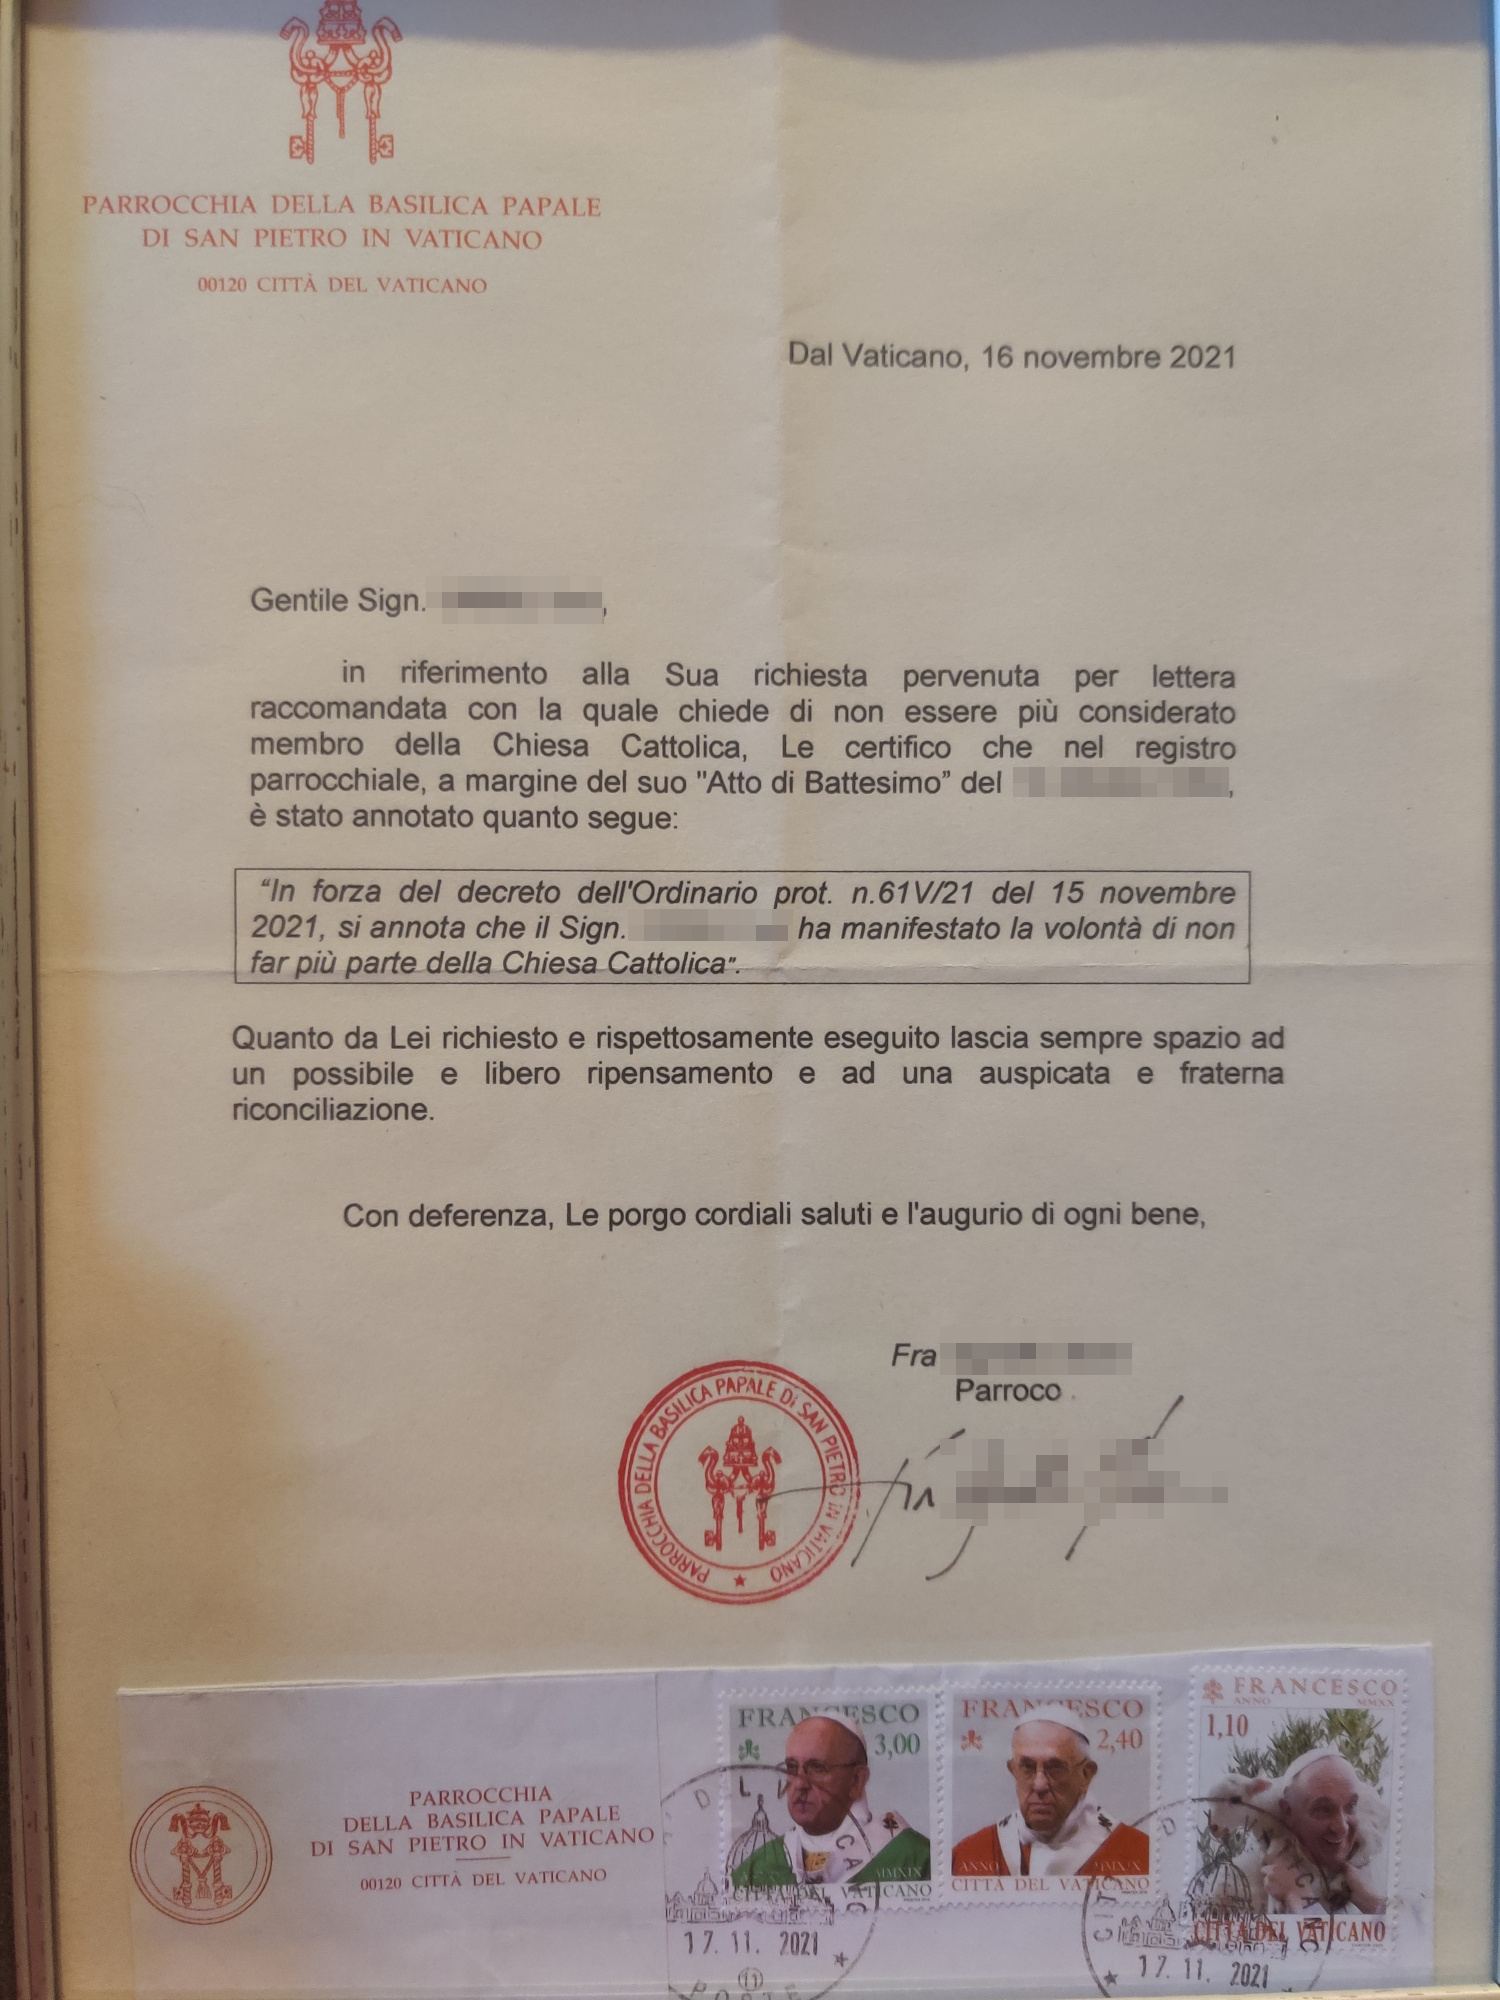 PARROCCHIA DELLA BASILICA PAPALE
DI SAN PIETRO IN VATICANO
00120 CITTÀ DEL VATICANO
Dal Vaticano, 16 novembre 2021
Gentile Sign. ,
in riferimento alla Sua richiesta pervenuta per lettera
raccomandata con la quale chiede di non essere più considerato
membro della Chiesa Cattolica, Le certifico che nel registro
parrocchiale, a margine del suo "Atto di Battesimo” del ,
è stato annotato quanto segue:
“In forza del decreto dell'Ordinario prot. n.61V/21 del 15 novembre
2021, si annota che il Sign. ha manifestato la volontà di non
far più parte della Chiesa Cattolica”.
Quanto da Lei richiesto e rispettosamente eseguito lascia sempre spazio ad
un possibile e libero ripensamento e ad una auspicata e fraterna
riconciliazione.
Con deferenza, Le porgo cordiali saluti e l'augurio di ogni bene,
Fra
Parroco
PARROCCHIA DELLA BASILICA PAPALE Di SAN PIETRO IN VATICANO
PARROCCHIA
DELLA BASILICA PAPALE
DI SAN PIETRO IN VATICANO
00120 CITTÀ DEL VATICANO
FRANCESCO
3,00
MMXIX
CITTÀ DEL VATICANO
FRANCESCO
2,40
ANNO MMXIX
CITTÀ DEL VATICANO
FRANCESCO
ANNO MMXX
1,10
CITTÀ DEL VATICANO
17. 11. 2021
11
POSTE
17. 11. 2021